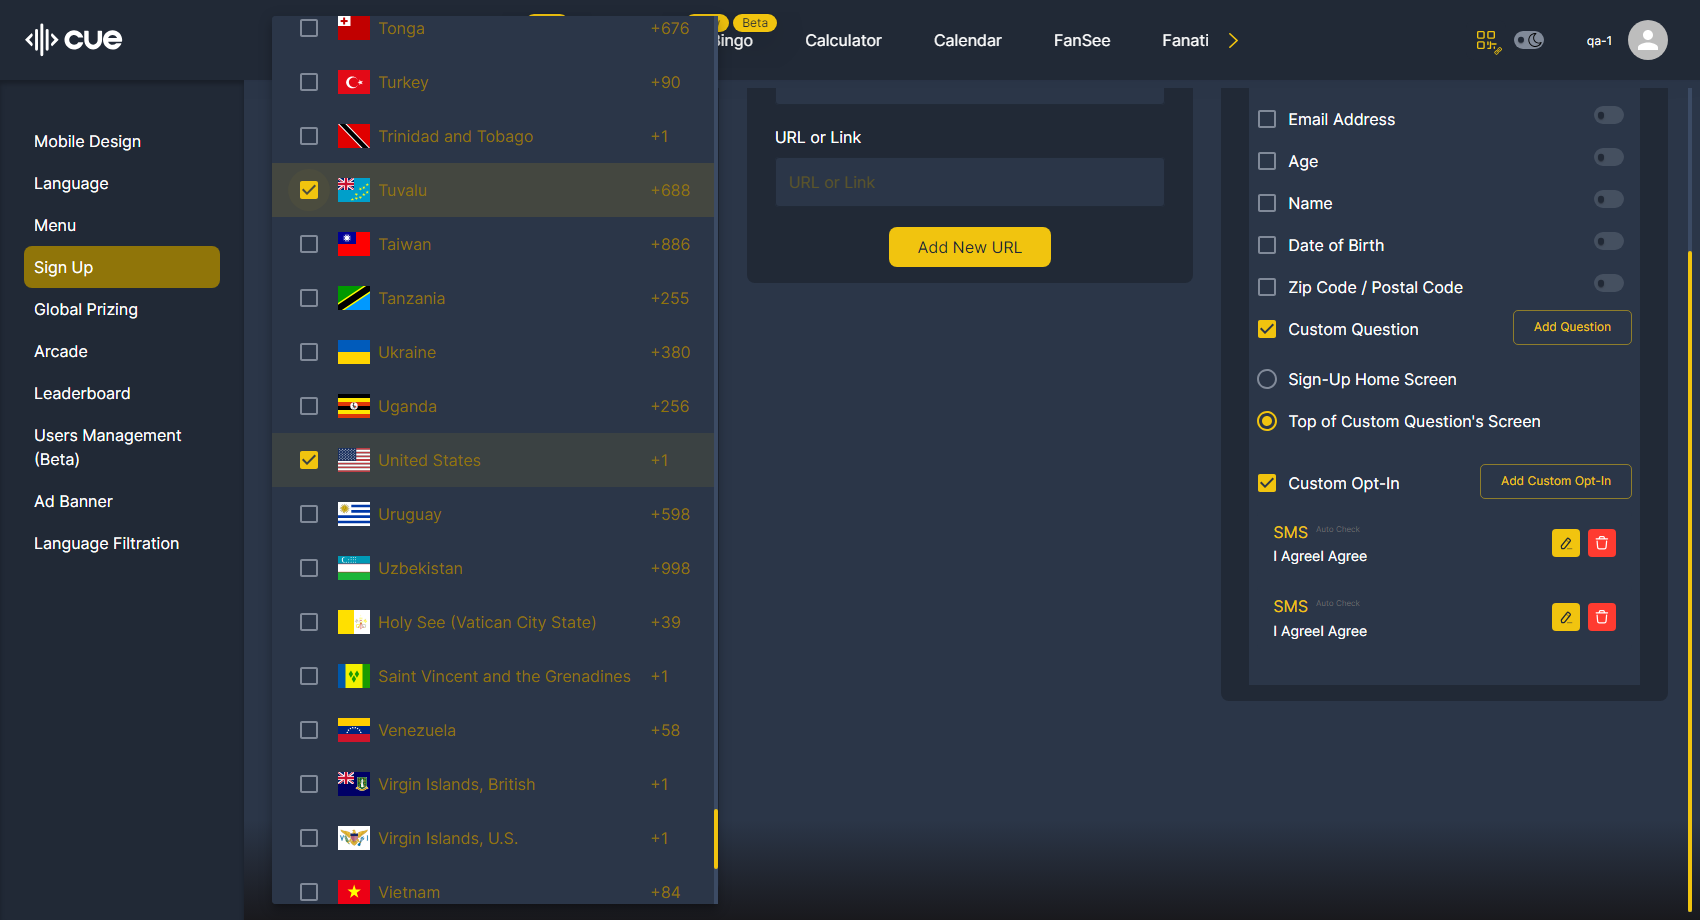 cue
Beta
Bingo
Calculator
Calendar
FanSee
Fanati
qa-1
Mobile Design
Language
Menu
Sign Up
Global Prizing
Arcade
Leaderboard
Users Management
(Beta)
Ad Banner
Language Filtration
Tonga +676
Turkey +90
Trinidad and Tobago +1
Tuvalu +688
Taiwan +886
Tanzania +255
Ukraine +380
Uganda +256
United States +1
Uruguay +598
Uzbekistan +998
Holy See (Vatican City State) +39
Saint Vincent and the Grenadines +1
Venezuela +58
Virgin Islands, British +1
Virgin Islands, U.S. +1
Vietnam +84
URL or Link
URL or Link
Add New URL
Email Address
Age
Name
Date of Birth
Zip Code / Postal Code
Custom Question Add Question
Sign-Up Home Screen
Top of Custom Question's Screen
Custom Opt-In Add Custom Opt-In
SMS Auto Check
I AgreeI Agree
SMS Auto Check
I AgreeI Agree